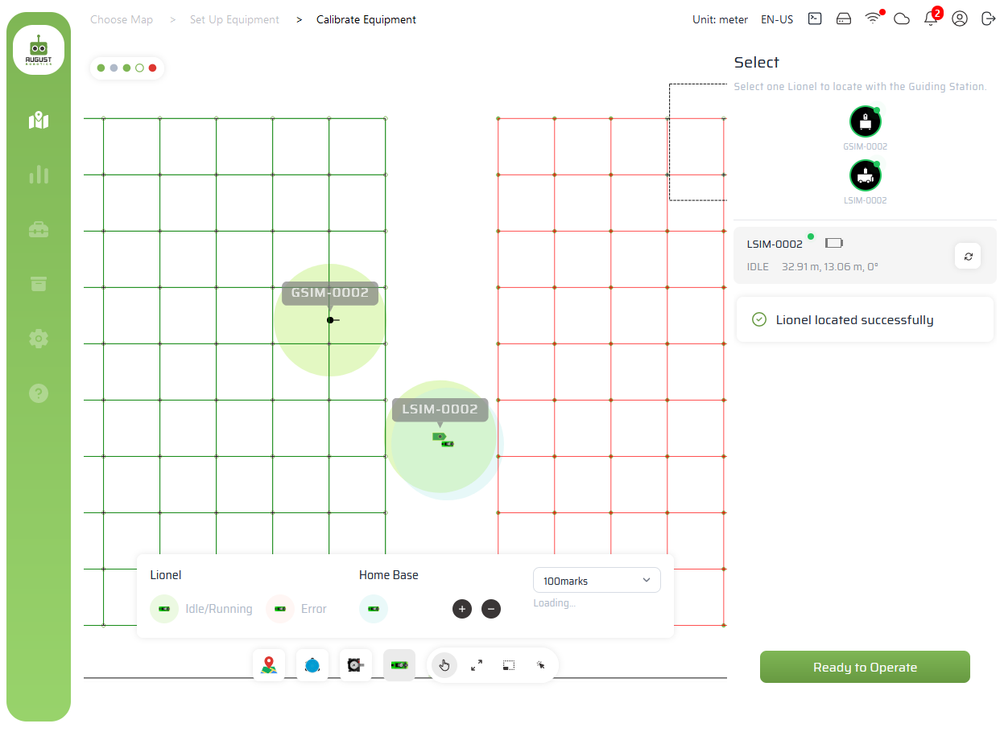 Choose Map > Set Up Equipment > Calibrate Equipment
Unit: meter EN-US
2
AUGUST
ROBOTICS
Select
Select one Lionel to locate with the Guiding Station.
GSIM-0002
LSIM-0002
LSIM-0002
IDLE 32.91 m, 13.06 m, 0°
Lionel located successfully
GSIM-0002
LSIM-0002
Lionel
Idle/Running
Error
Home Base
100marks
Loading...
Ready to Operate